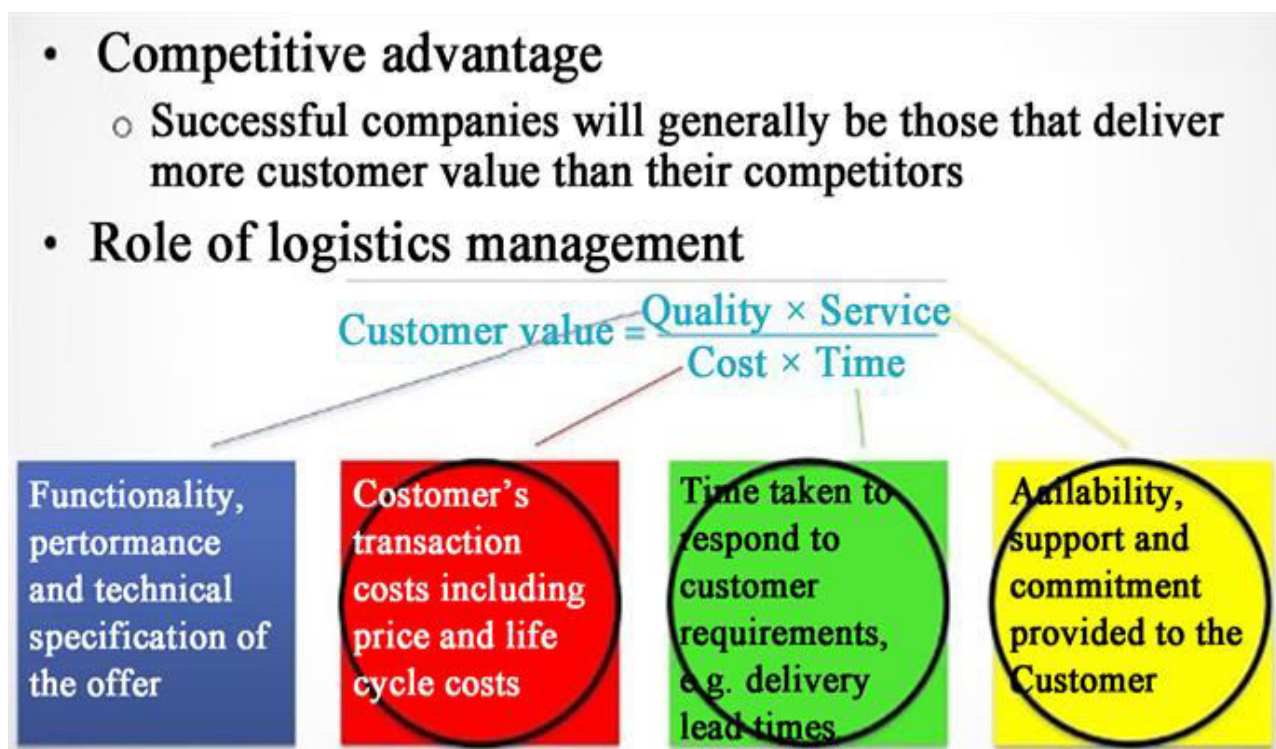 • Competitive advantage
○ Successful companies will generally be those that deliver
more customer value than their competitors
• Role of logistics management
Customer value = Quality × Service
Cost × Time
Functionality,
pertormance
and technical
specification of
the offer
Costomer's
transaction
costs including
price and life
cycle costs
Time taken to
respond to
customer
requirements,
e.g. delivery
lead times
Aailability,
support and
commitment
provided to the
Customer